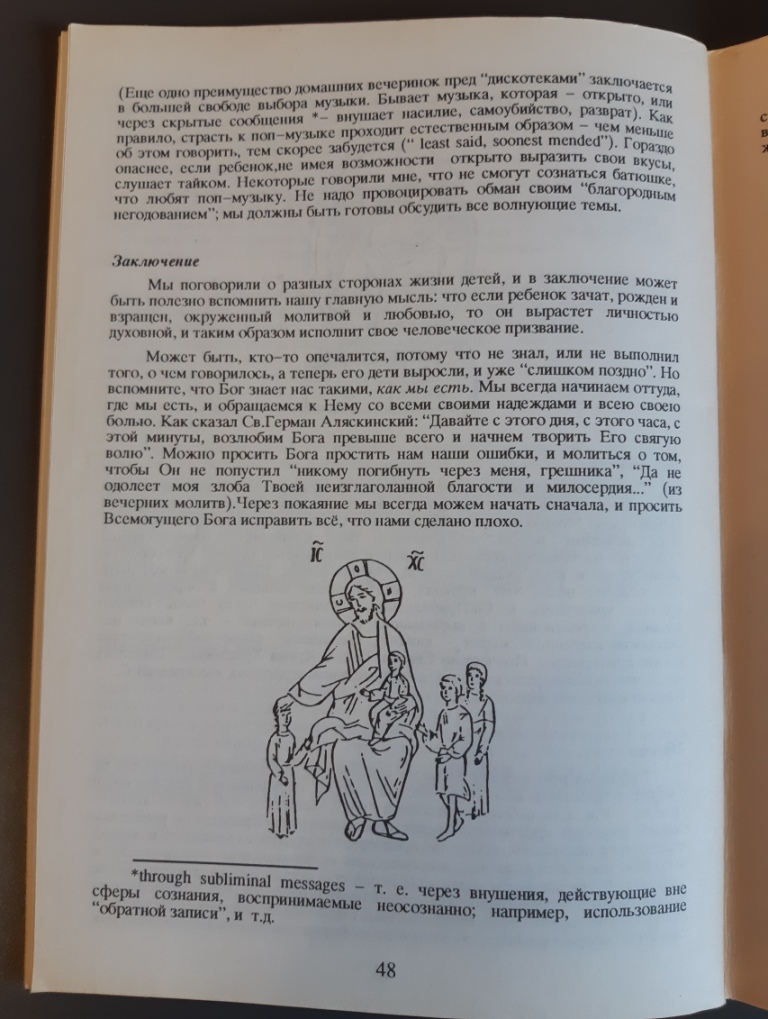 (Еще одно преимущество домашних вечеринок пред “дискотеками” заключается
в большей свободе выбора музыки. Бывает музыка, которая – открыто, или
через скрытые сообщения *– внушает насилие, самоубийство, разврат). Как
правило, страсть к поп–музыке проходит естественным образом – чем меньше
об этом говорить, тем скорее забудется (“ least said, soonest mended”). Гораздо
опаснее, если ребенок,не имея возможности открыто выразить свои вкусы,
слушает тайком. Некоторые говорили мне, что не смогут сознаться батюшке,
что любят поп–музыку. Не надо провоцировать обман своим “благородным
негодованием”; мы должны быть готовы обсудить все волнующие темы.
Заключение
Мы поговорили о разных сторонах жизни детей, и в заключение может
быть полезно вспомнить нашу главную мысль: что если ребенок зачат, рожден и
взращен, окруженный молитвой и любовью, то он вырастет личностью
духовной, и таким образом исполнит свое человеческое призвание.
Может быть, кто–то опечалится, потому что не знал, или не выполнил
того, о чем говорилось, а теперь его дети выросли, и уже “слишком поздно”. Но
вспомните, что Бог знает нас такими, как мы есть. Мы всегда начинаем оттуда,
где мы есть, и обращаемся к Нему со всеми своими надеждами и всею своею
болью. Как сказал Св.Герман Аляскинский: “Давайте с этого дня, с этого часа, с
этой минуты, возлюбим Бога превыше всего и начнем творить Его святую
волю”. Можно просить Бога простить нам наши ошибки, и молиться о том,
чтобы Он не попустил “никому погибнуть через меня, грешника”, “Да не
одолеет моя злоба Твоей неизглаголанной благости и милосердия...” (из
вечерних молитв).Через покаяние мы всегда можем начать сначала, и просить
Всемогущего Бога исправить всё, что нами сделано плохо.
IC ХС
*through subliminal messages – т. е. через внушения, действующие вне
сферы сознания, воспринимаемые неосознанно; например, использование
“обратной записи”, и т.д.
48